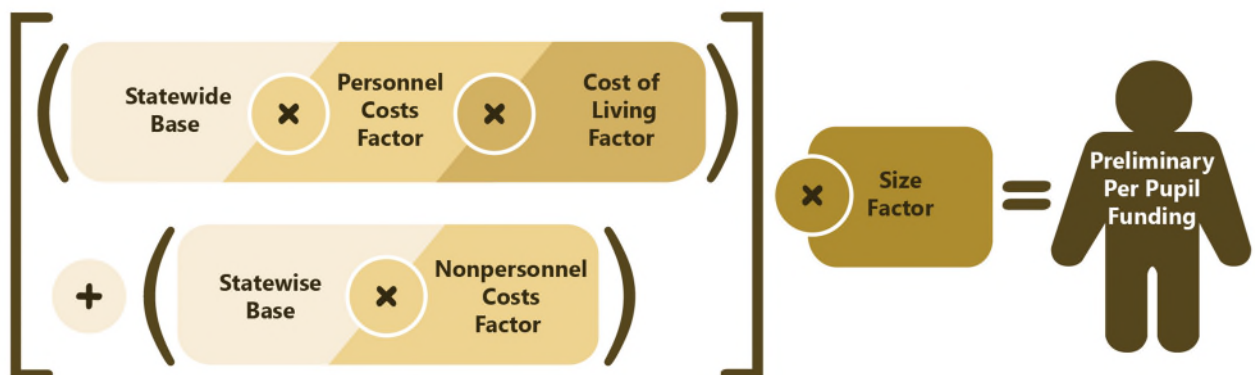 Statewide
Base
×
Personnel
Costs
Factor
×
Cost of
Living
Factor
×
Size
Factor
=
Preliminary
Per Pupil
Funding
+
Statewise
Base
×
Nonpersonnel
Costs
Factor